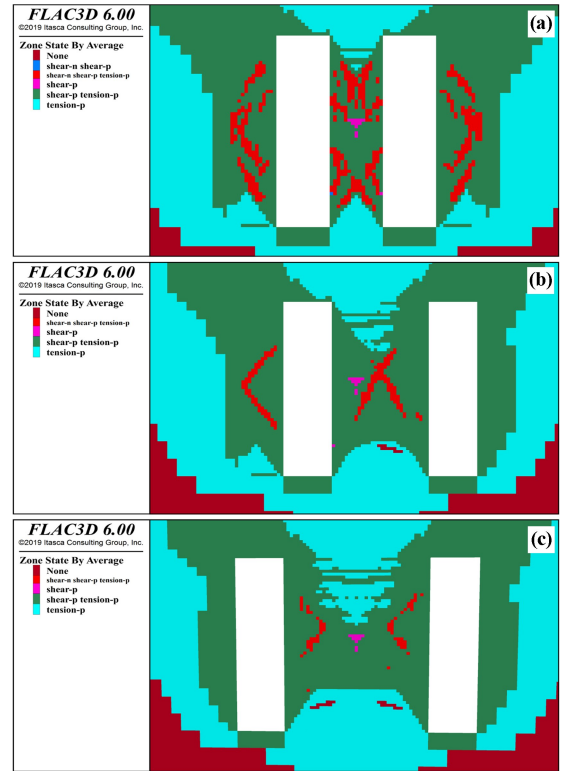 FLAC3D 6.00
©2019 Itasca Consulting Group, Inc.
Zone State By Average
None
shear-n shear-p
shear-n shear-p tension-p
shear-p
shear-p tension-p
tension-p
(a)
FLAC3D 6.00
©2019 Itasca Consulting Group, Inc.
Zone State By Average
None
shear-n shear-p tension-p
shear-p
shear-p tension-p
tension-p
(b)
FLAC3D 6.00
©2019 Itasca Consulting Group, Inc.
Zone State By Average
None
shear-n shear-p tension-p
shear-p
shear-p tension-p
tension-p
(c)